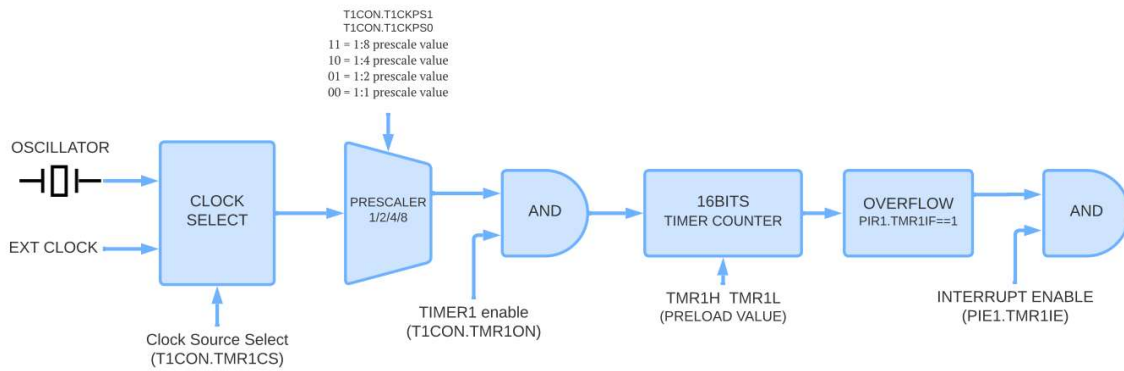 T1CON.T1CKPS1
T1CON.T1CKPS0
11 = 1:8 prescale value
10 = 1:4 prescale value
01 = 1:2 prescale value
00 = 1:1 prescale value
OSCILLATOR
EXT CLOCK
CLOCK
SELECT
Clock Source Select
(T1CON.TMR1CS)
PRESCALER
1/2/4/8
AND
TIMER1 enable
(T1CON.TMR1ON)
16BITS
TIMER COUNTER
TMR1H TMR1L
(PRELOAD VALUE)
OVERFLOW
PIR1.TMR1IF==1
AND
INTERRUPT ENABLE
(PIE1.TMR1IE)